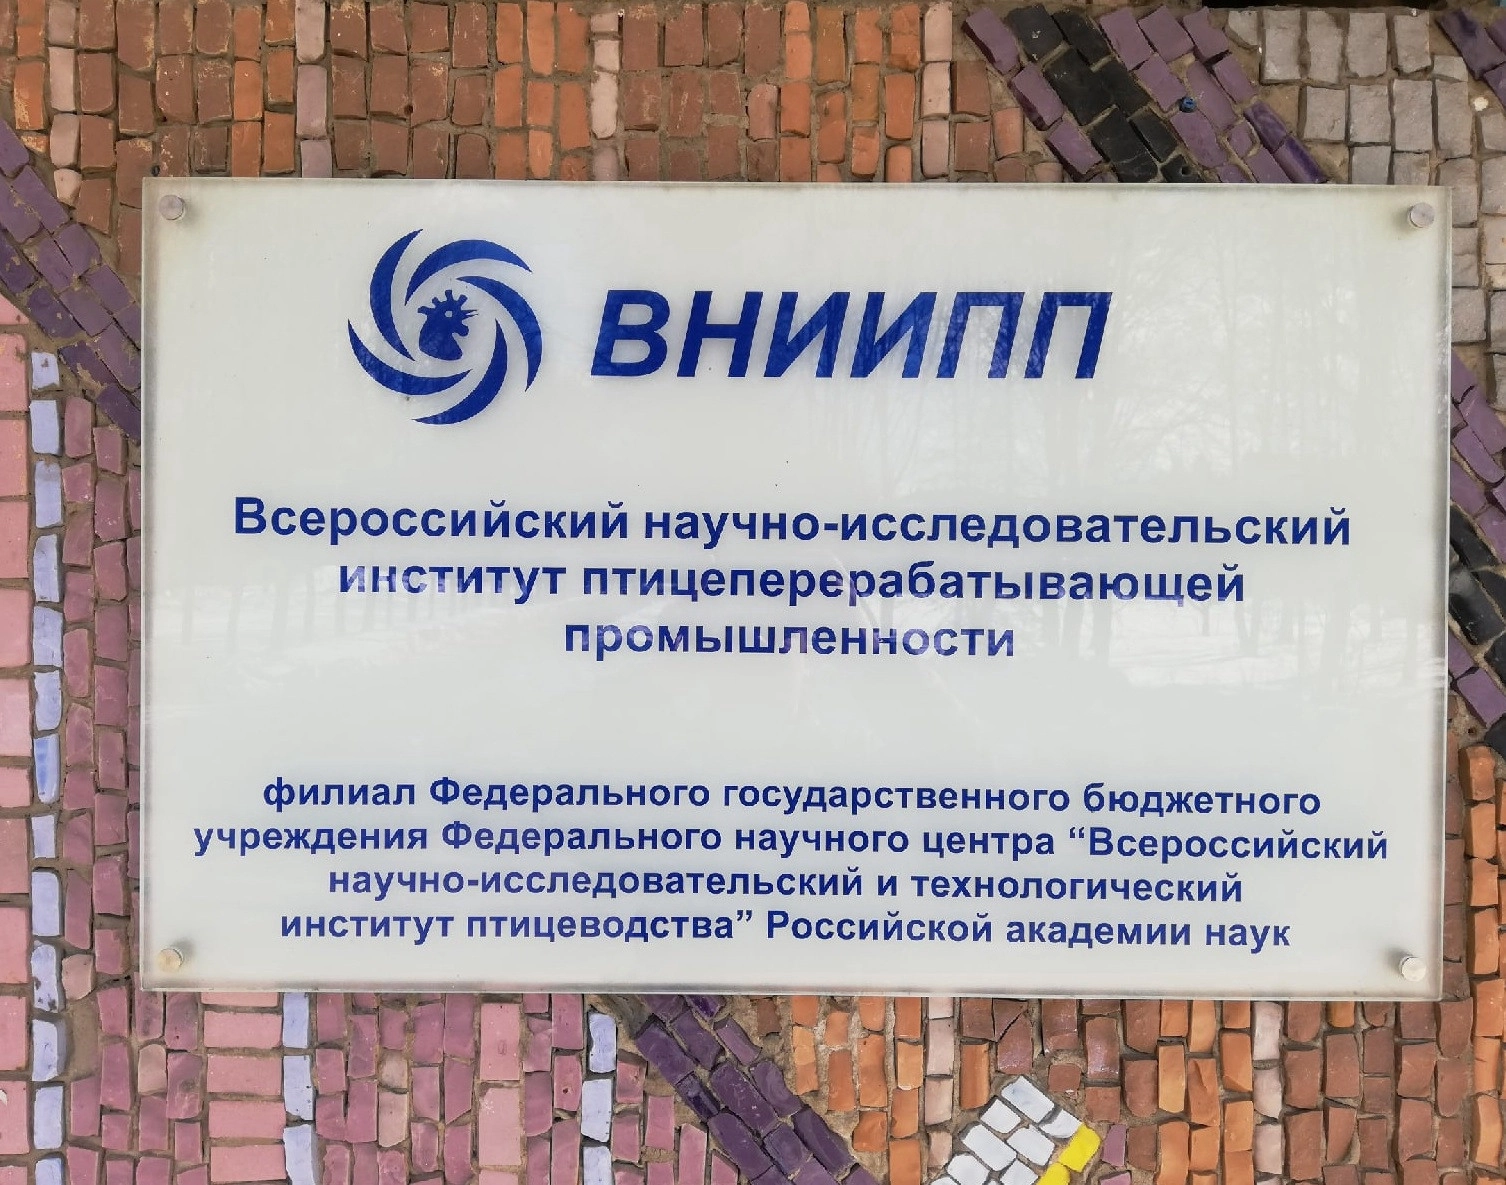 ВНИИПП
Всероссийский научно-исследовательский
институт птицеперерабатывающей
промышленности
филиал Федерального государственного бюджетного
учреждения Федерального научного центра “Всероссийский
научно-исследовательский и технологический
институт птицеводства” Российской академии наук